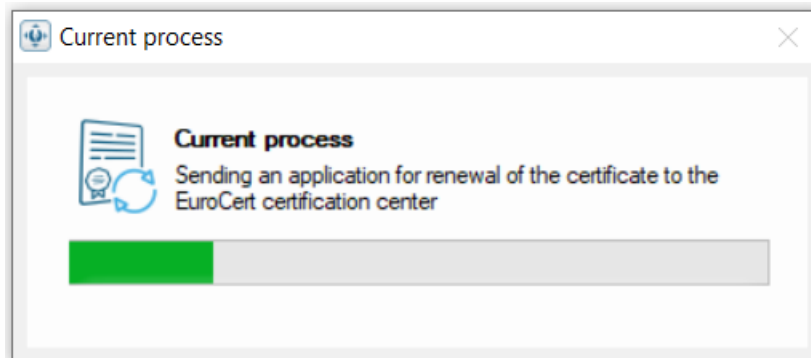 Current process
Current process
Sending an application for renewal of the certificate to the
EuroCert certification center